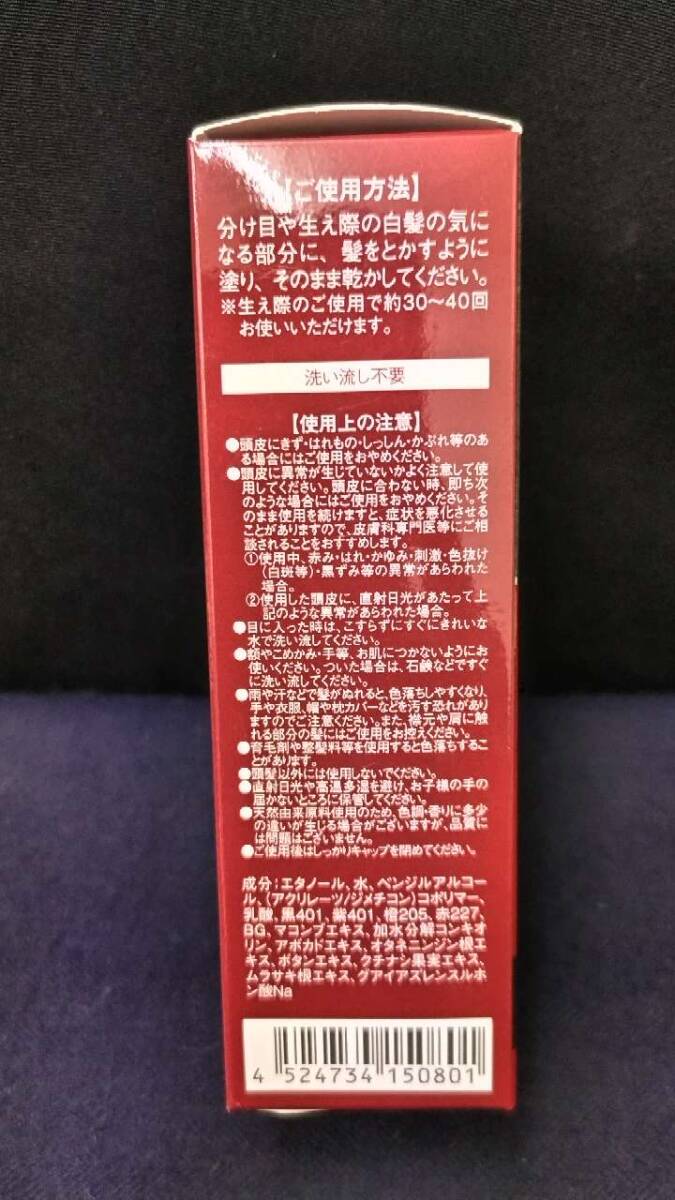 【ご使用方法】
分け目や生え際の白髪の気に
なる部分に、髪をとかすように
塗り、そのまま乾かしてください。
※生え際のご使用で約30〜40回
お使いいただけます。
洗い流し不要
【使用上の注意】
●頭皮にきず・はれもの・しっしん・かぶれ等のあ
る場合にはご使用をおやめください。
●頭皮に異常が生じていないかよく注意して使
用してください。頭皮に合わない時、即ち次
のような場合にはご使用をおやめください。そ
のまま使用を続けますと、症状を悪化させる
ことがありますので、皮膚科専門医等にご相
談されることをおすすめします。
①使用中、赤み・はれ・かゆみ・刺激・色抜け
(白斑等)・黒ずみ等の異常があらわれた
場合。
②使用した頭皮に、直射日光があたって上
記のような異常があらわれた場合。
●目に入った時は、こすらずにすぐにきれいな
水で洗い流してください。
●額やこめかみ・手等、お肌につかないようにお
使いください。ついた場合は、石鹸などですぐ
に洗い流してください。
●雨や汗などで髪がぬれると、色落ちしやすくなり、
手や衣服、帽や枕カバーなどを汚す恐れがあり
ますのでご注意ください。また、襟元や肩に触
れる部分の髪にはご使用をお控えください。
●育毛剤や整髪料等を使用すると色落ちするこ
とがあります。
●頭髪以外には使用しないでください。
●直射日光や高温多湿を避け、お子様の手の
届かないところに保管してください。
●天然由来原料使用のため、色調・香りに多少
の違いが生じる場合がございますが、品質に
は問題はございません。
●ご使用後はしっかりキャップを閉めてください。
成分:エタノール、水、ベンジルアルコー
ル、(アクリレーツ/ジメチコン)コポリマー、
乳酸、黒401、紫401、橙205、赤227、
BG、マコンブエキス、加水分解コンキオ
リン、アボカドエキス、オタネニンジン根エ
キス、ボタンエキス、クチナシ果実エキス、
ムラサキ根エキス、グアイアズレンスルホ
ン酸Na
4 524734 150801